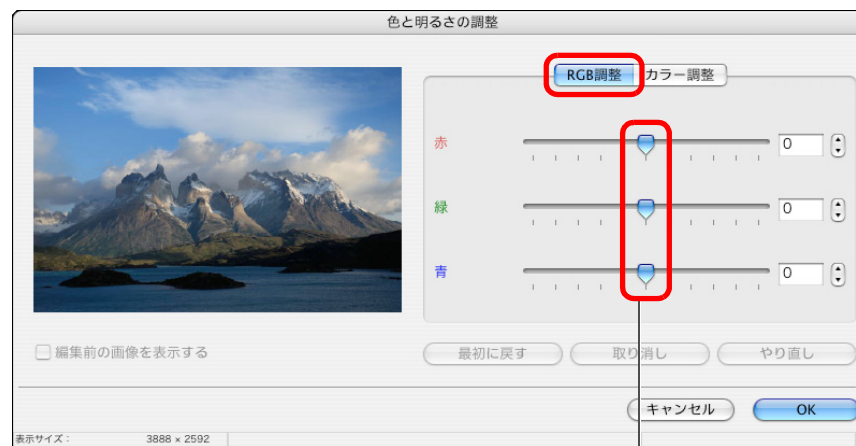 色と明るさの調整
RGB調整 カラー調整
赤 0
緑 0
青 0
編集前の画像を表示する
最初に戻す 取り消し やり直し
キャンセル OK
表示サイズ： 3888 × 2592